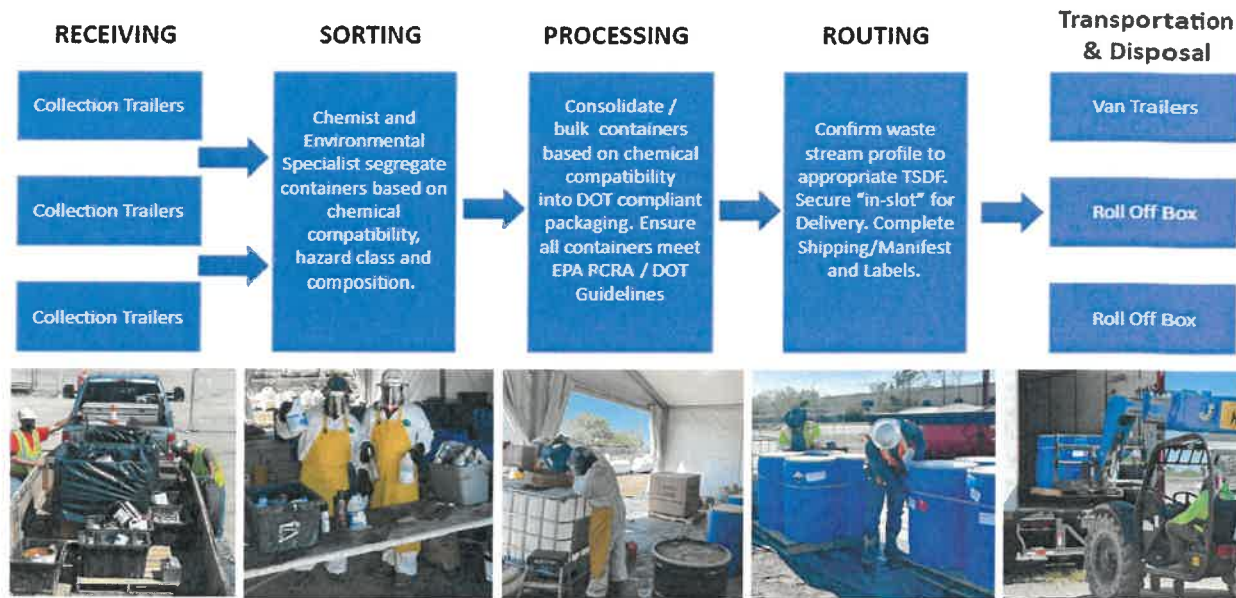 RECEIVING
SORTING
PROCESSING
ROUTING
Transportation
& Disposal
Collection Trailers
Collection Trailers
Collection Trailers
Chemist and
Environmental
Specialist segregate
containers based on
chemical
compatibility,
hazard class and
composition.
Consolidate /
bulk containers
based on chemical
compatibility
into DOT compliant
packaging. Ensure
all containers meet
EPA RCRA / DOT
Guidelines
Confirm waste
stream profile to
appropriate TSDF.
Secure “in-slot” for
Delivery. Complete
Shipping/Manifest
and Labels.
Van Trailers
Roll Off Box
Roll Off Box